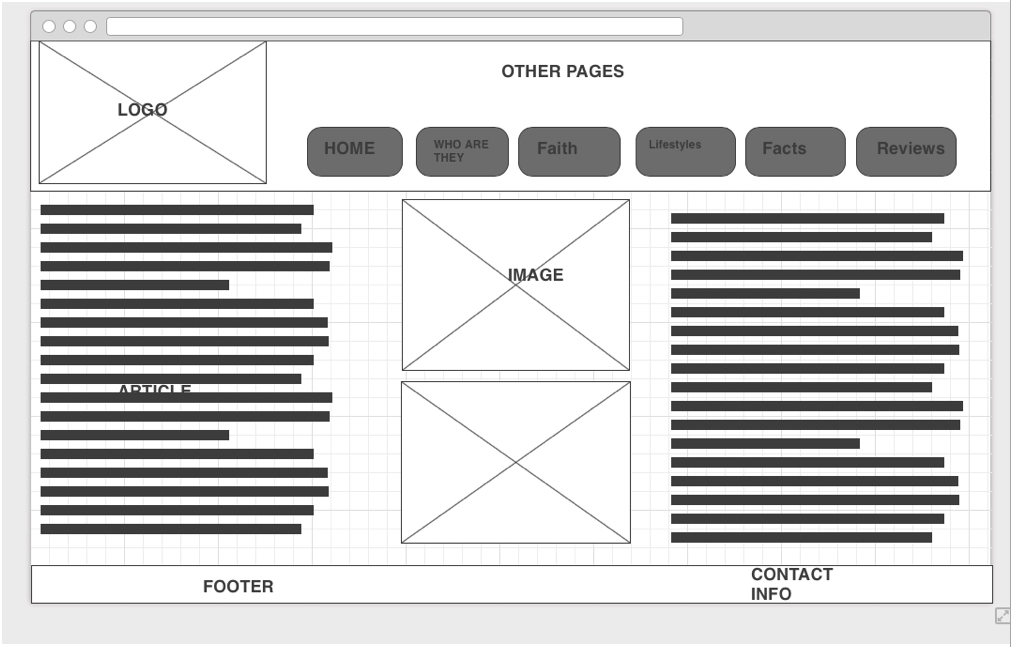 OTHER PAGES
LOGO
HOME
WHO ARE
THEY
Faith
Lifestyles
Facts
Reviews
IMAGE
ARTICLE
FOOTER
CONTACT
INFO